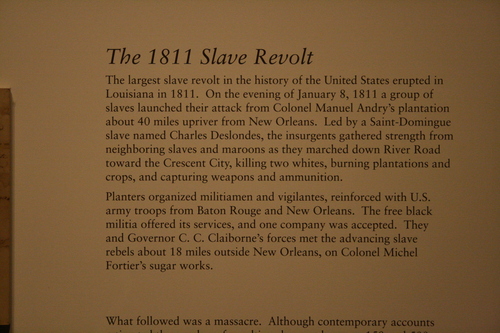 The 1811 Slave Revolt
The largest slave revolt in the history of the United States erupted in
Louisiana in 1811.  On the evening of January 8, 1811 a group of
slaves launched their attack from Colonel Manuel Andry's plantation
about 40 miles upriver from New Orleans.  Led by a Saint-Domingue
slave named Charles Deslondes, the insurgents gathered strength from
neighboring slaves and maroons as they marched down River Road
toward the Crescent City, killing two whites, burning plantations and
crops, and capturing weapons and ammunition.
Planters organized militiamen and vigilantes, reinforced with U.S.
army troops from Baton Rouge and New Orleans.  The free black
militia offered its services, and one company was accepted.  They
and Governor C. C. Claiborne's forces met the advancing slave
rebels about 18 miles outside New Orleans, on Colonel Michel
Fortier's sugar works.
What followed was a massacre.  Although contemporary accounts